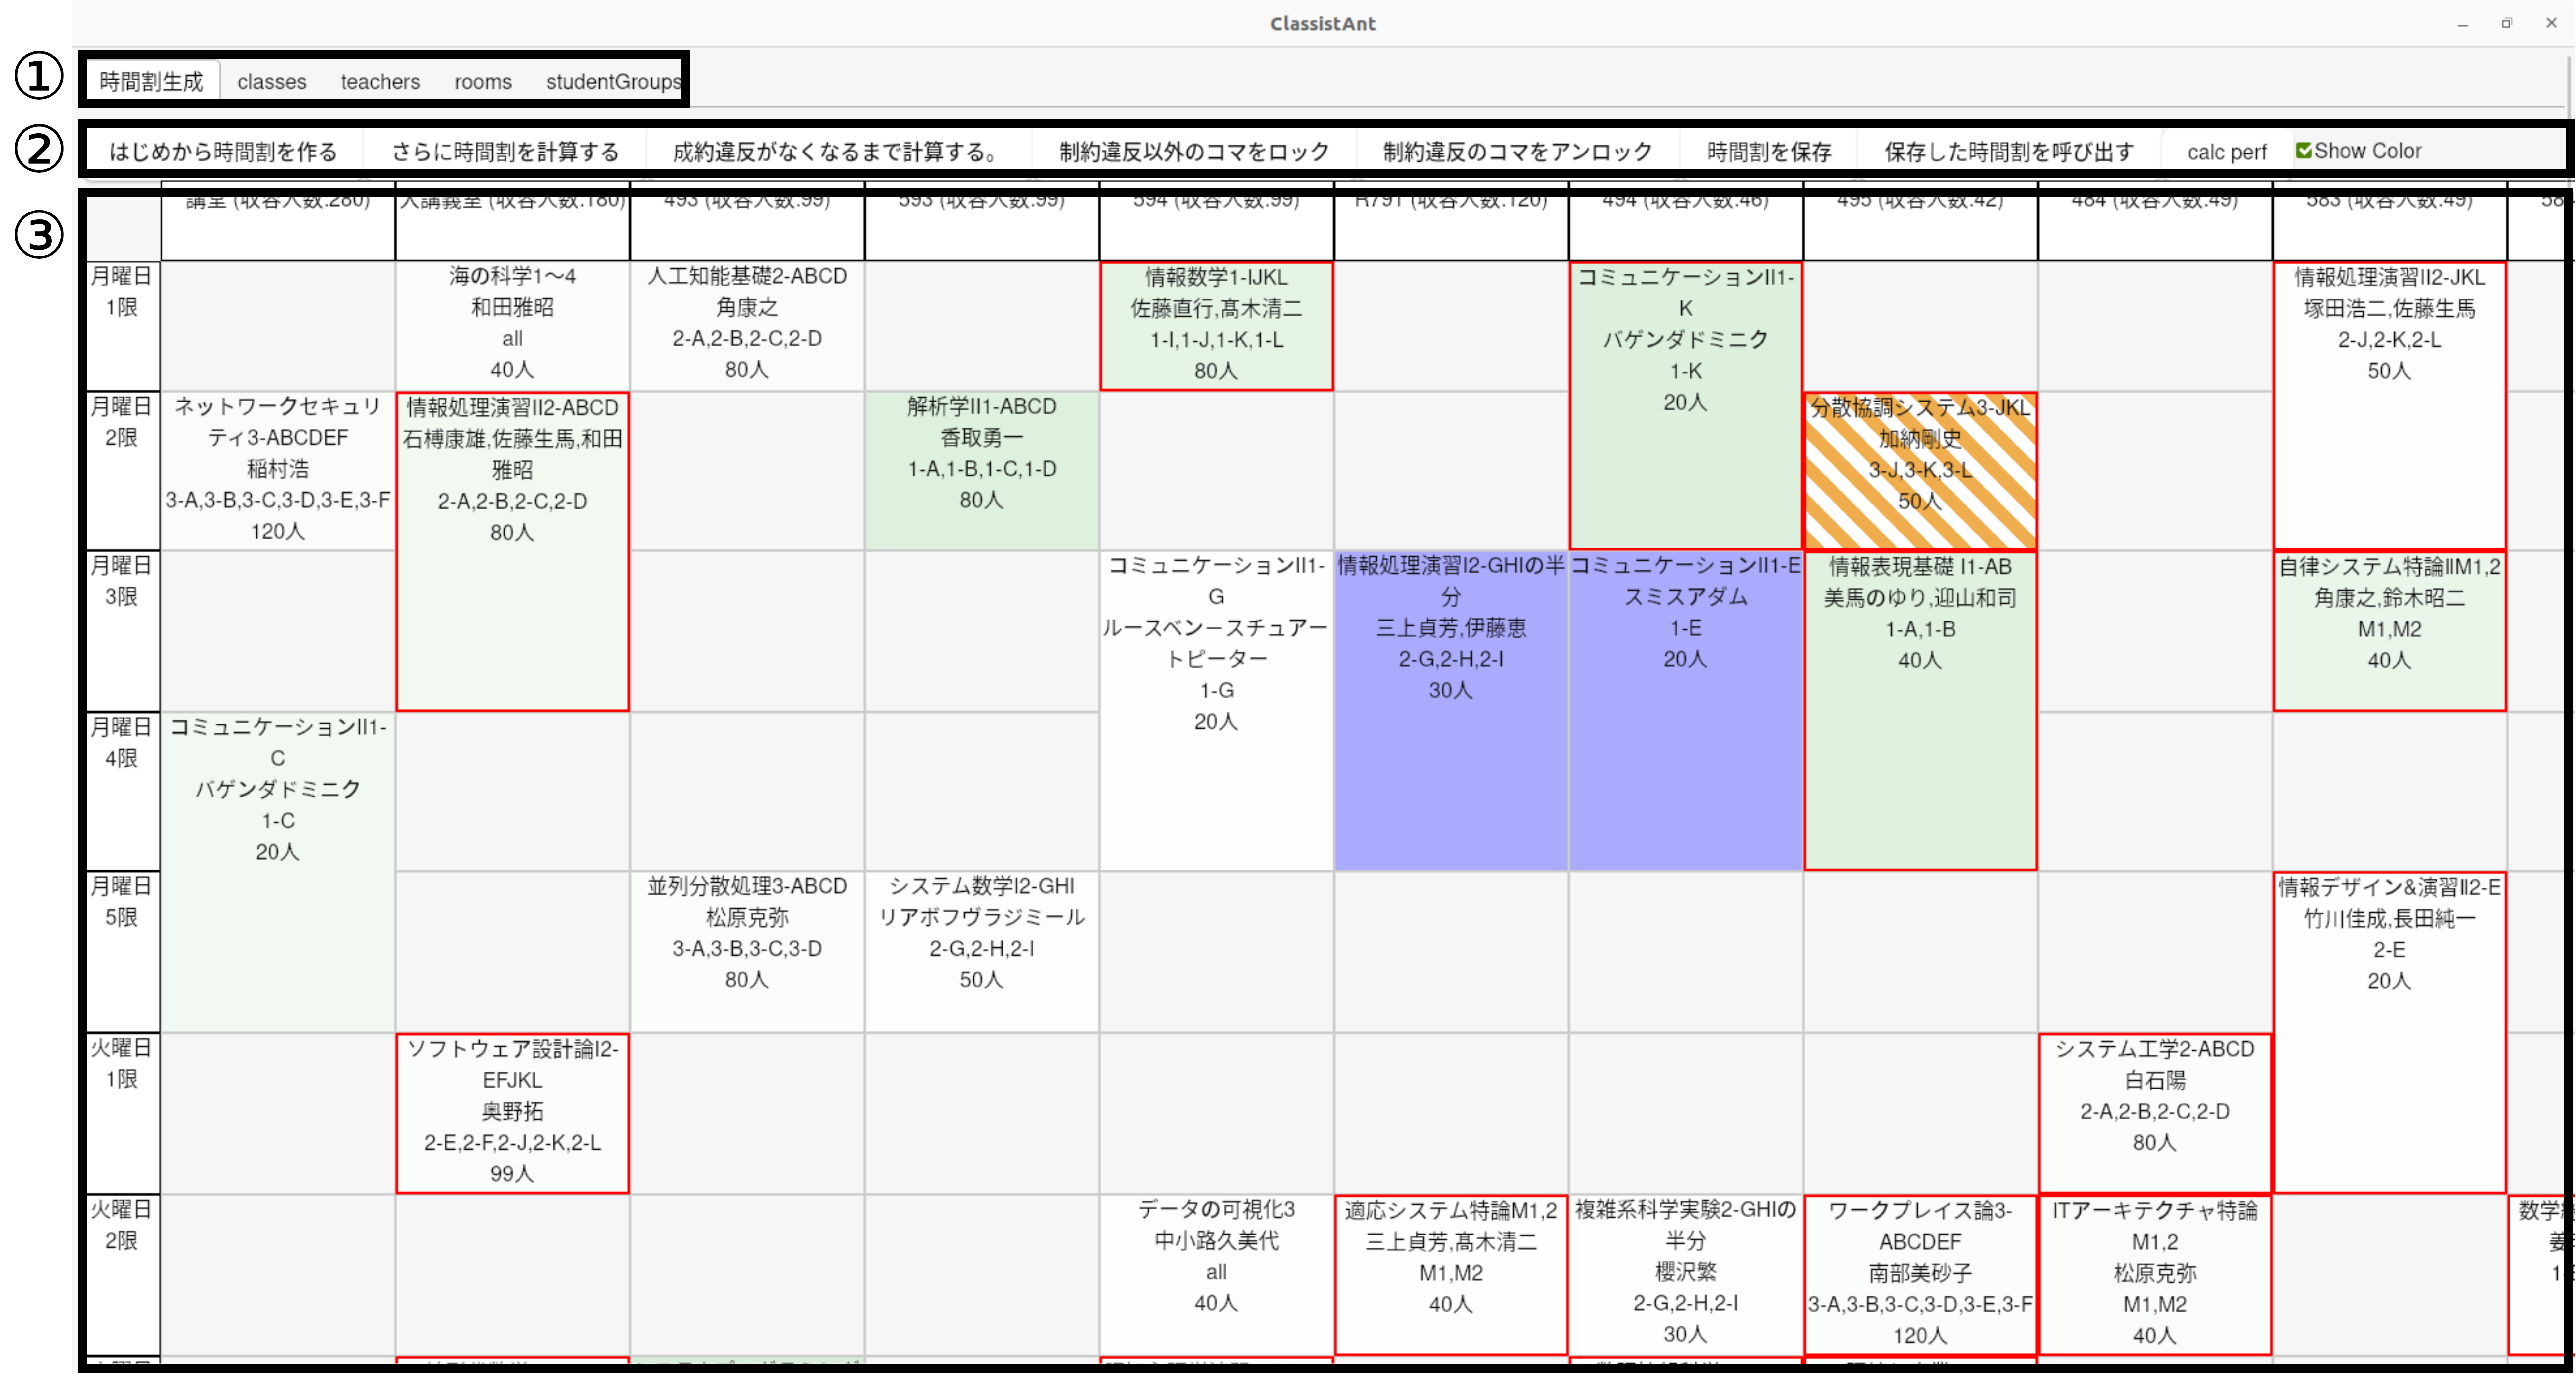 ClassistAnt
①
時間割生成 classes teachers rooms studentGroups
②
はじめから時間割を作る さらに時間割を計算する 成約違反がなくなるまで計算する。 制約違反以外のコマをロック 制約違反のコマをアンロック 時間割を保存 保存した時間割を呼び出す calc perf Show Color
③
講堂 (収容人数:280) 大講義室 (収容人数:180) 493 (収容人数:99) 593 (収容人数:99) 594 (収容人数:99) R791 (収容人数:120) 494 (収容人数:46) 495 (収容人数:42) 484 (収容人数:49) 583 (収容人数:49) 58
月曜日
1限
海の科学1～4
和田雅昭
all
40人
人工知能基礎2-ABCD
角康之
2-A,2-B,2-C,2-D
80人
情報数学1-IJKL
佐藤直行,髙木清二
1-I,1-J,1-K,1-L
80人
コミュニケーションII1-
K
バゲンダドミニク
1-K
20人
情報処理演習II2-JKL
塚田浩二,佐藤生馬
2-J,2-K,2-L
50人
月曜日
2限
ネットワークセキュリ
ティ3-ABCDEF
稲村浩
3-A,3-B,3-C,3-D,3-E,3-F
120人
情報処理演習II2-ABCD
石榑康雄,佐藤生馬,和田
雅昭
2-A,2-B,2-C,2-D
80人
解析学II1-ABCD
香取勇一
1-A,1-B,1-C,1-D
80人
分散協調システム3-JKL
加納剛史
3-J,3-K,3-L
50人
月曜日
3限
コミュニケーションII1-
G
ルースベン－スチュアー
トピーター
1-G
20人
情報処理演習I2-GHIの半
分
三上貞芳,伊藤恵
2-G,2-H,2-I
30人
コミュニケーションII1-E
スミスアダム
1-E
20人
情報表現基礎 I1-AB
美馬のゆり,迎山和司
1-A,1-B
40人
自律システム特論ⅡM1,2
角康之,鈴木昭二
M1,M2
40人
月曜日
4限
コミュニケーションII1-
C
バゲンダドミニク
1-C
20人
月曜日
5限
並列分散処理3-ABCD
松原克弥
3-A,3-B,3-C,3-D
80人
システム数学I2-GHI
リアボフヴラジミール
2-G,2-H,2-I
50人
情報デザイン&演習Ⅱ2-E
竹川佳成,長田純一
2-E
20人
火曜日
1限
ソフトウェア設計論I2-
EFJKL
奥野拓
2-E,2-F,2-J,2-K,2-L
99人
システム工学2-ABCD
白石陽
2-A,2-B,2-C,2-D
80人
火曜日
2限
データの可視化3
中小路久美代
all
40人
適応システム特論M1,2
三上貞芳,髙木清二
M1,M2
40人
複雑系科学実験2-GHIの
半分
櫻沢繁
2-G,2-H,2-I
30人
ワークプレイス論3-
ABCDEF
南部美砂子
3-A,3-B,3-C,3-D,3-E,3-F
120人
ITアーキテクチャ特論
M1,2
松原克弥
M1,M2
40人
数学
姜
1-